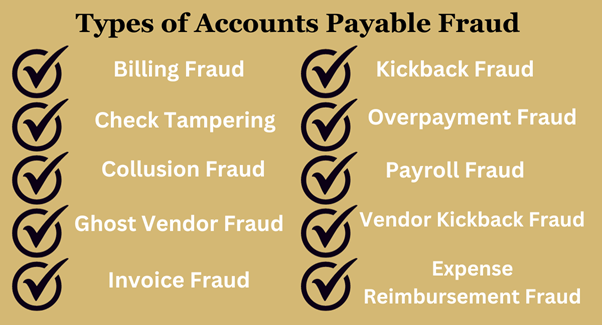 Types of Accounts Payable Fraud
Billing Fraud
Check Tampering
Collusion Fraud
Ghost Vendor Fraud
Invoice Fraud
Kickback Fraud
Overpayment Fraud
Payroll Fraud
Vendor Kickback Fraud
Expense
Reimbursement Fraud